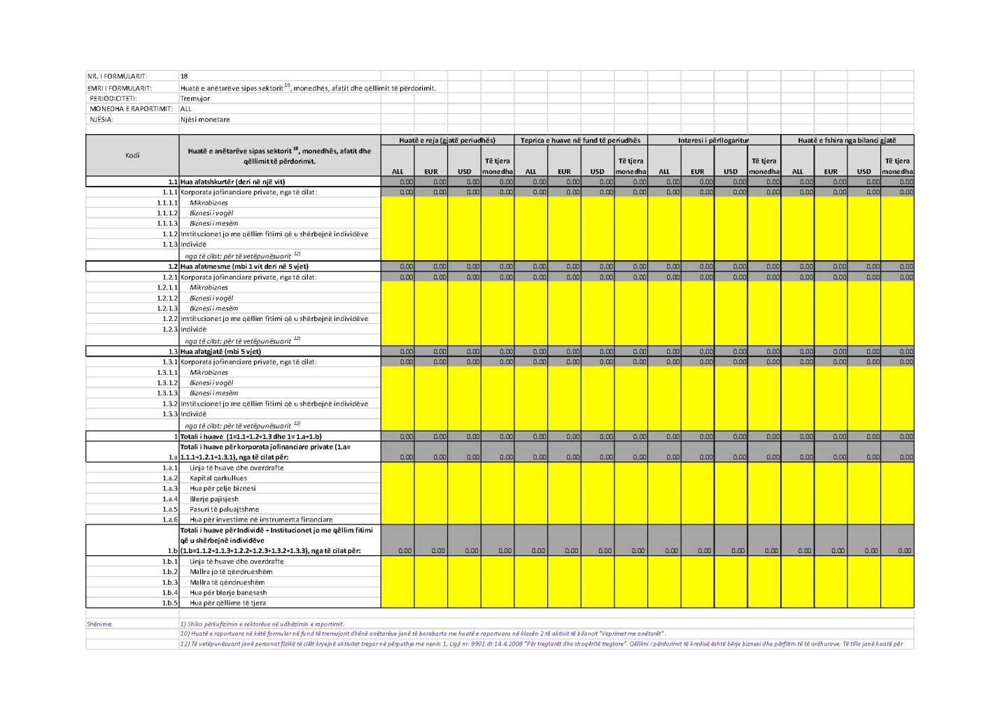 NR. I FORMULARIT: 18
EMRI I FORMULARIT: Huatë e anëtarëve sipas sektorit 10, monedhës, afatit dhe qëllimit të përdorimit.
PERIODICITETI: Tremujor
MONEDHA E RAPORTIMIT: ALL
NJËSIA: Njësi monetare
Kodi Huatë e anëtarëve sipas sektorit 10, monedhës, afatit dhe qëllimit të përdorimit. Huatë e reja (gjatë periudhës) Teprica e huave në fund të periudhës Interesi i përllogaritur Huatë e fshira nga bilanci gjatë
ALL EUR USD Të tjera monedha ALL EUR USD Të tjera monedha ALL EUR USD Të tjera monedha ALL EUR USD Të tjera monedha
1.1 Hua afatshkurtër (deri në një vit) 0.00 0.00 0.00 0.00 0.00 0.00 0.00 0.00 0.00 0.00 0.00 0.00 0.00 0.00 0.00 0.00
1.1.1 Korporata jofinanciare private, nga të cilat: 0.00 0.00 0.00 0.00 0.00 0.00 0.00 0.00 0.00 0.00 0.00 0.00 0.00 0.00 0.00 0.00
1.1.1.1 Mikrobiznes
1.1.1.2 Biznesi i vogël
1.1.1.3 Biznesi i mesëm
1.1.2 Institucionet jo me qëllim fitimi që u shërbejnë individëve
1.1.3 Individë
nga të cilat: për të vetëpunësuarit 12)
1.2 Hua afatmesme (mbi 1 vit deri në 5 vjet) 0.00 0.00 0.00 0.00 0.00 0.00 0.00 0.00 0.00 0.00 0.00 0.00 0.00 0.00 0.00 0.00
1.2.1 Korporata jofinanciare private, nga të cilat: 0.00 0.00 0.00 0.00 0.00 0.00 0.00 0.00 0.00 0.00 0.00 0.00 0.00 0.00 0.00 0.00
1.2.1.1 Mikrobiznes
1.2.1.2 Biznesi i vogël
1.2.1.3 Biznesi i mesëm
1.2.2 Institucionet jo me qëllim fitimi që u shërbejnë individëve
1.2.3 Individë
nga të cilat: për të vetëpunësuarit 12)
1.3 Hua afatgjatë (mbi 5 vjet) 0.00 0.00 0.00 0.00 0.00 0.00 0.00 0.00 0.00 0.00 0.00 0.00 0.00 0.00 0.00 0.00
1.3.1 Korporata jofinanciare private, nga të cilat: 0.00 0.00 0.00 0.00 0.00 0.00 0.00 0.00 0.00 0.00 0.00 0.00 0.00 0.00 0.00 0.00
1.3.1.1 Mikrobiznes
1.3.1.2 Biznesi i vogël
1.3.1.3 Biznesi i mesëm
1.3.2 Institucionet jo me qëllim fitimi që u shërbejnë individëve
1.3.3 Individë
nga të cilat: për të vetëpunësuarit 12)
1 Totali i huave (1=1.1+1.2+1.3 dhe 1= 1.a+1.b) 0.00 0.00 0.00 0.00 0.00 0.00 0.00 0.00 0.00 0.00 0.00 0.00 0.00 0.00 0.00 0.00
Totali i huave për korporata jofinanciare private (1.a=
1.a 1.1.1+1.2.1+1.3.1), nga të cilat për: 0.00 0.00 0.00 0.00 0.00 0.00 0.00 0.00 0.00 0.00 0.00 0.00 0.00 0.00 0.00 0.00
1.a.1 Linja të huave dhe overdrafte
1.a.2 Kapital qarkullues
1.a.3 Hua për çelje biznesi
1.a.4 Blerje pajisjesh
1.a.5 Pasuri të paluajtshme
1.a.6 Hua për investime në instrumenta financiare
Totali i huave për Individë + Institucionet jo me qëllim fitimi
që u shërbejnë individëve
1.b (1.b=1.1.2+1.1.3+1.2.2+1.2.3+1.3.2+1.3.3), nga të cilat për: 0.00 0.00 0.00 0.00 0.00 0.00 0.00 0.00 0.00 0.00 0.00 0.00 0.00 0.00 0.00 0.00
1.b.1 Linja të huave dhe overdrafte
1.b.2 Mallra jo të qëndrueshëm
1.b.3 Mallra të qëndrueshëm
1.b.4 Hua për blerje banesash
1.b.5 Hua për qëllime të tjera
Shënime: 1) Shiko përkufizimin e sektorëve në udhëzimin e raportimit.
10) Huatë e raportuara në këtë formular në fund të tremujorit dhënë anëtarëve janë të barabarta me huatë e raportuara në klasën 2 të aktivit të bilancit "Veprimet me anëtarët" .
12) Të vetëpunësuarit janë personat fizikë të cilët kryejnë aktivitet tregar në përputhje me nenin 1, Ligji nr. 9901 dt 14.4.2008 "Për tregtarët dhe shoqëritë tregtare". Qëllimi i përdorimit të kredisë është bërje biznesi dhe përfitim të të ardhurave. Të tilla janë huatë për